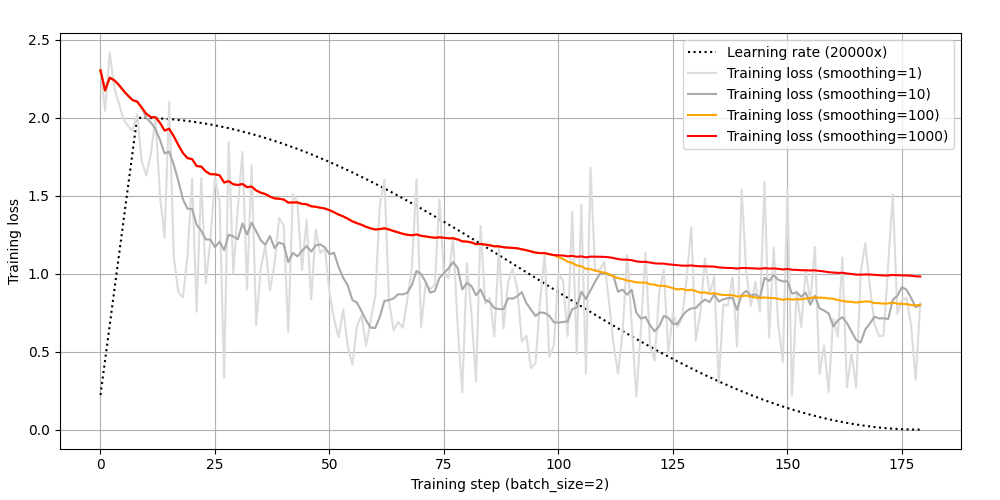 2.5
2.0
1.5
1.0
0.5
0.0
Training loss
Learning rate (20000x)
Training loss (smoothing=1)
Training loss (smoothing=10)
Training loss (smoothing=100)
Training loss (smoothing=1000)
0 25 50 75 100 125 150 175
Training step (batch_size=2)